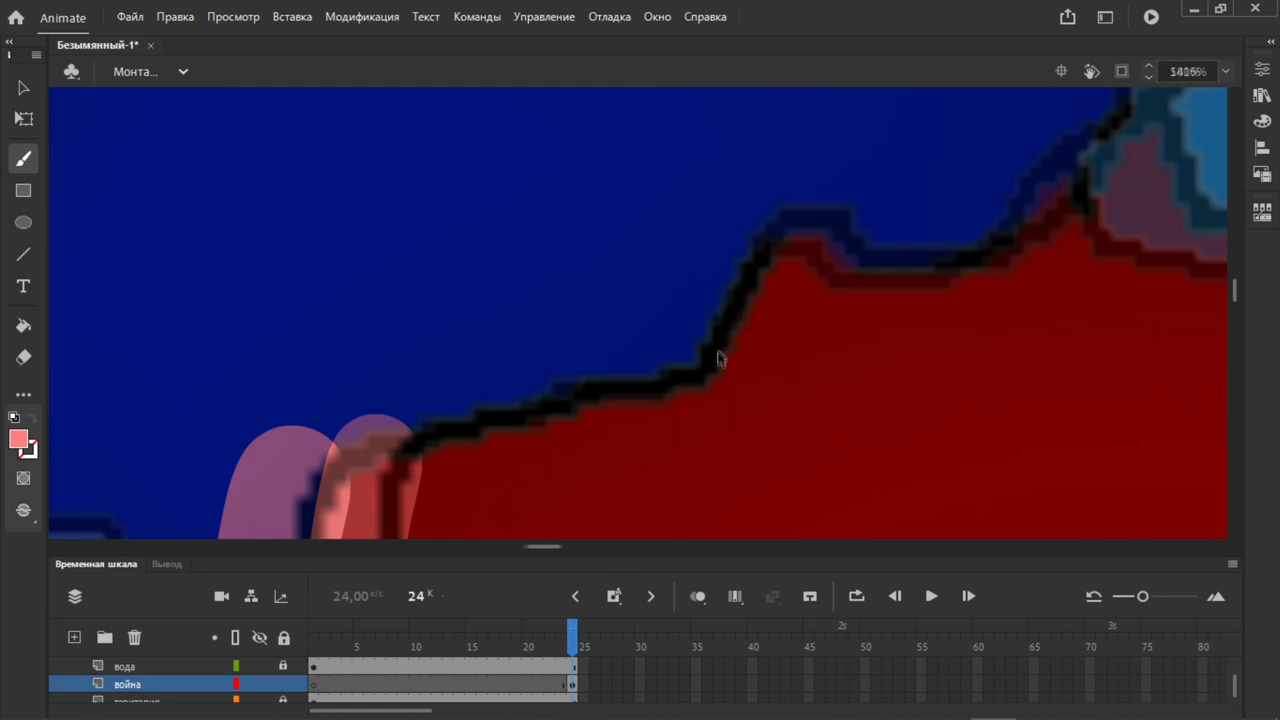 Animate Файл Правка Просмотр Вставка Модификация Текст Команды Управление Отладка Окно Справка
Безымянный-1*
Монта...
T
Временная шкала Вывод
24,00 к/с 24 К
2s 3s
5 10 15 20 25 30 35 40 45 50 55 60 65 70 75 80
вода
война
територия